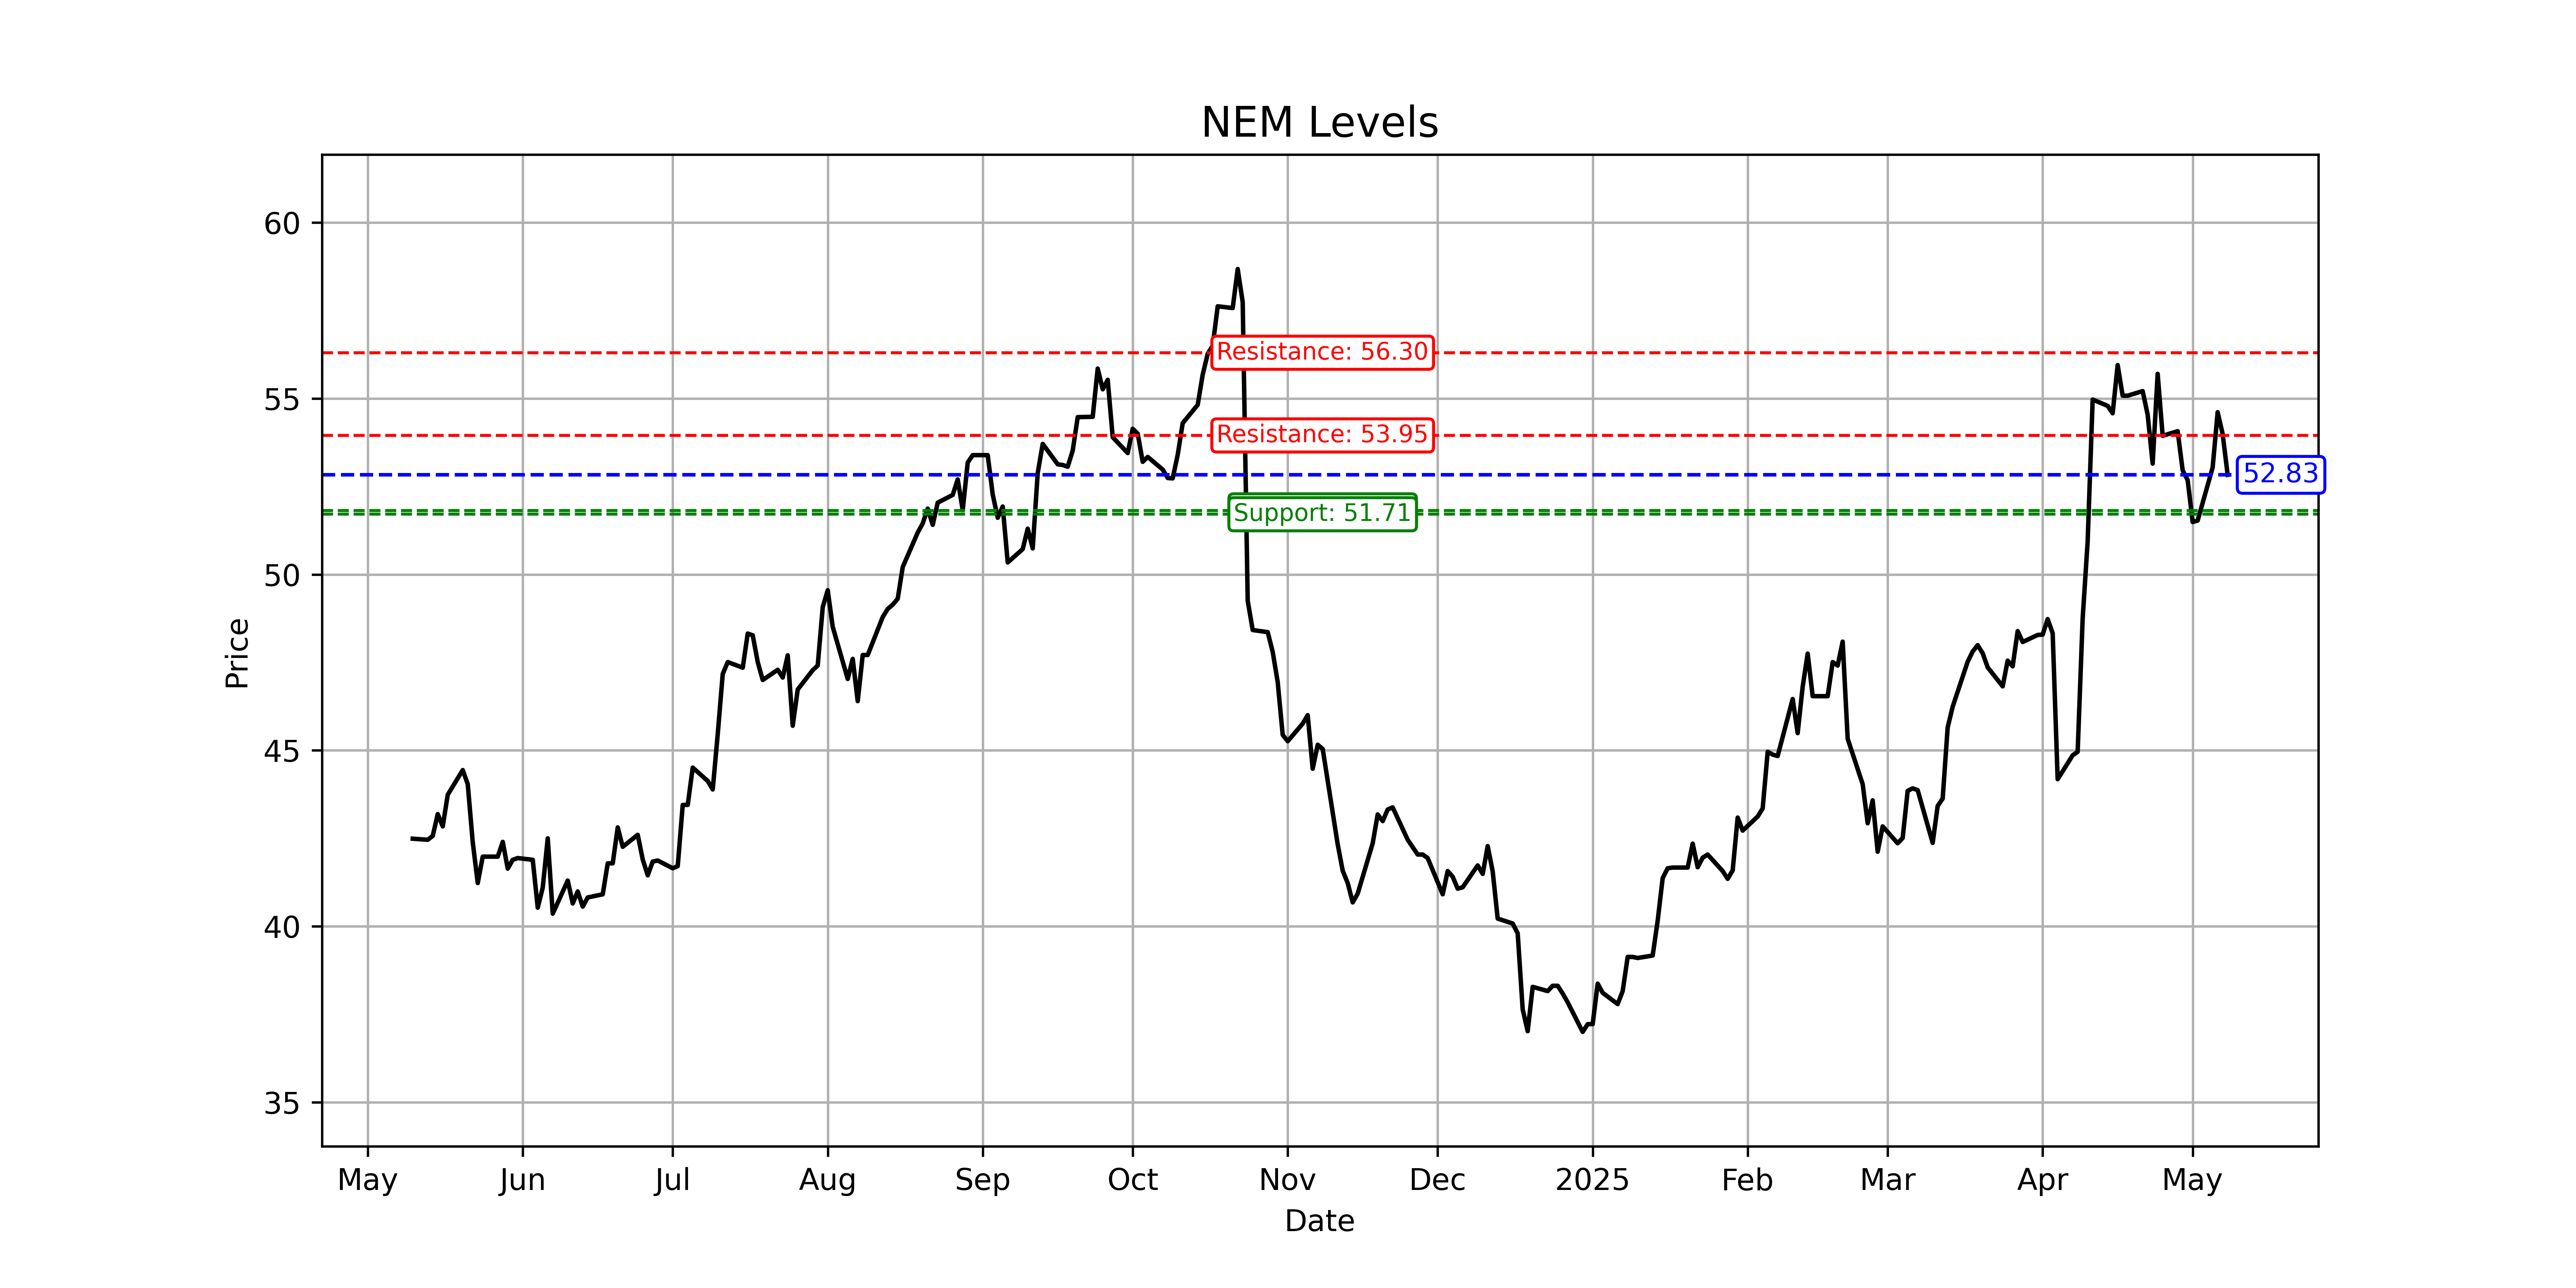 NEM Levels
60
55
50
45
40
35
Price
Resistance: 56.30
Resistance: 53.95
52.83
Support: 51.71
May Jun Jul Aug Sep Oct Nov Dec 2025 Feb Mar Apr May
Date